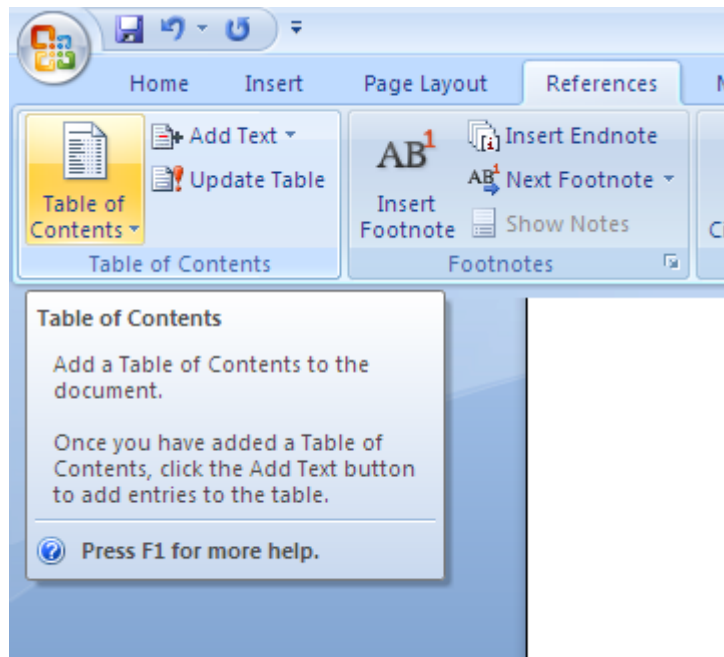 Home Insert Page Layout References
Table of
Contents
Add Text
Update Table
Table of Contents
AB1
Insert
Footnote
Insert Endnote
AB Next Footnote
Show Notes
Footnotes
Table of Contents
Add a Table of Contents to the
document.
Once you have added a Table of
Contents, click the Add Text button
to add entries to the table.
Press F1 for more help.